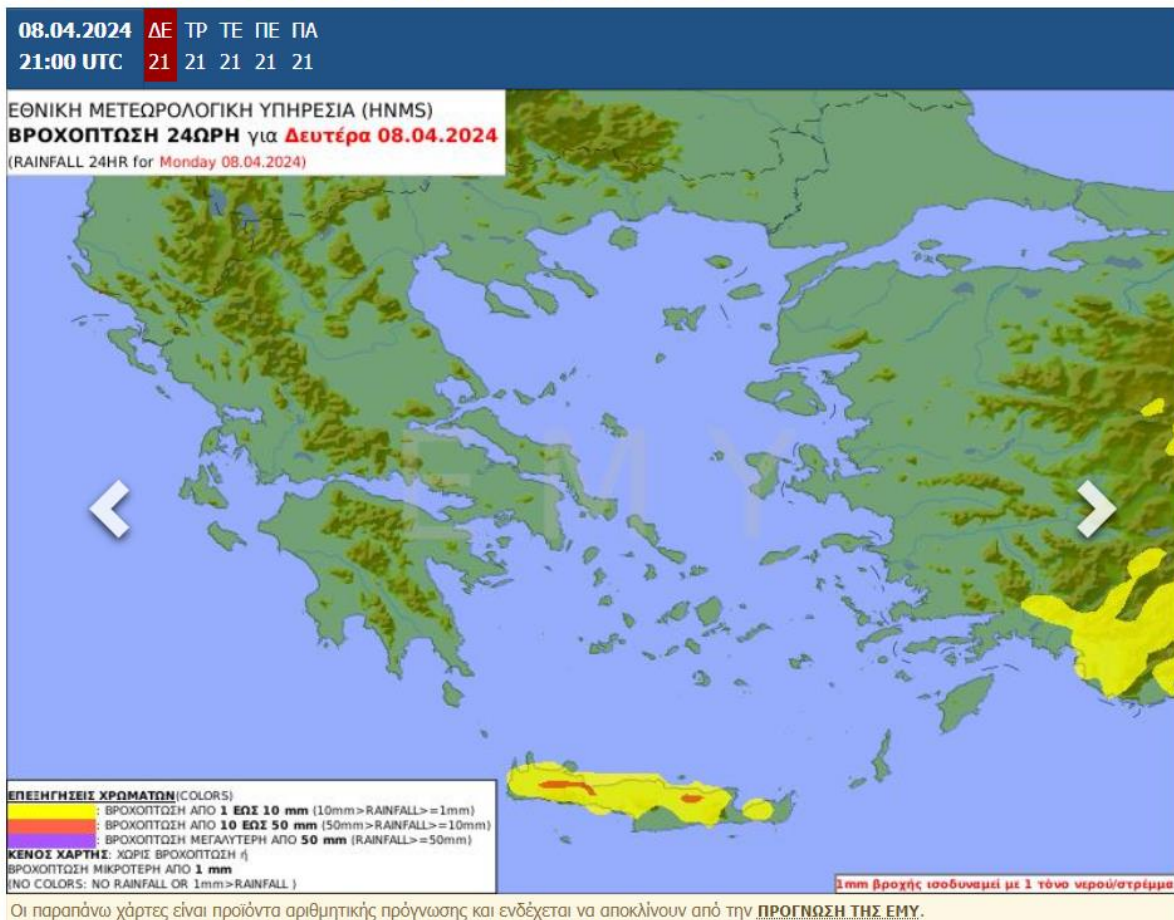 08.04.2024 ΔΕ ΤΡ ΤΕ ΠΕ ΠΑ
21:00 UTC 21 21 21 21 21
ΕΘΝΙΚΗ ΜΕΤΕΩΡΟΛΟΓΙΚΗ ΥΠΗΡΕΣΙΑ (HNMS)
ΒΡΟΧΟΠΤΩΣΗ 24ΩΡΗ για Δευτέρα 08.04.2024
(RAINFALL 24HR for Monday 08.04.2024)
Ε Μ Υ
ΕΠΕΞΗΓΗΣΕΙΣ ΧΡΩΜΑΤΩΝ(COLORS)
: ΒΡΟΧΟΠΤΩΣΗ ΑΠΟ 1 ΕΩΣ 10 mm (10mm>RAINFALL>=1mm)
: ΒΡΟΧΟΠΤΩΣΗ ΑΠΟ 10 ΕΩΣ 50 mm (50mm>RAINFALL>=10mm)
: ΒΡΟΧΟΠΤΩΣΗ ΜΕΓΑΛΥΤΕΡΗ ΑΠΟ 50 mm (RAINFALL>=50mm)
ΚΕΝΟΣ ΧΑΡΤΗΣ: ΧΩΡΙΣ ΒΡΟΧΟΠΤΩΣΗ ή
ΒΡΟΧΟΠΤΩΣΗ ΜΙΚΡΟΤΕΡΗ ΑΠΟ 1 mm
(NO COLORS: NO RAINFALL OR 1mm>RAINFALL )
1mm βροχής ισοδυναμεί με 1 τόνο νερού/στρέμμα
Οι παραπάνω χάρτες είναι προϊόντα αριθμητικής πρόγνωσης και ενδέχεται να αποκλίνουν από την ΠΡΟΓΝΩΣΗ ΤΗΣ ΕΜΥ.